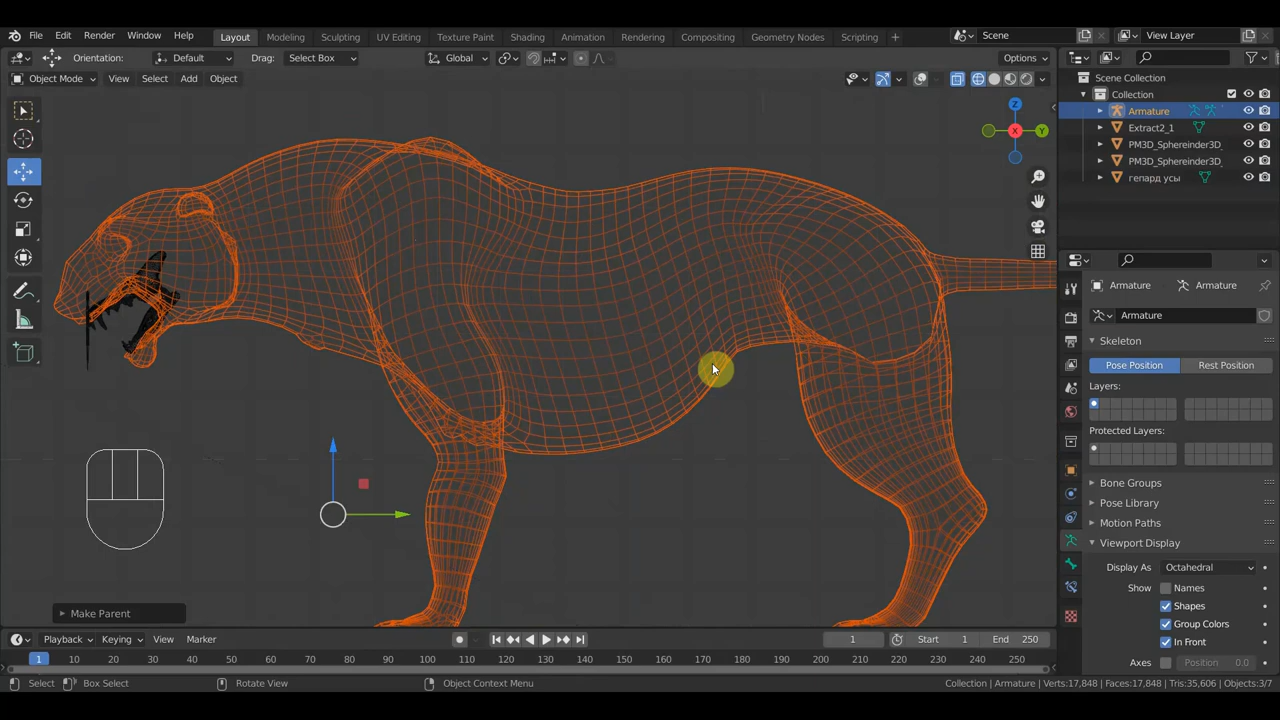 File Edit Render Window Help Layout Modeling Sculpting UV Editing Texture Paint Shading Animation Rendering Compositing Geometry Nodes Scripting + Scene View Layer
Orientation: Default Drag: Select Box Global Options
Object Mode View Select Add Object
Scene Collection
Collection
Armature
Extract2_1
PM3D_Sphereinder3D_
PM3D_Sphereinder3D_
гепард усы
Z
X
Y
Armature Armature
Armature
Skeleton
Pose Position Rest Position
Layers:
Protected Layers:
Bone Groups
Pose Library
Motion Paths
Viewport Display
Display As Octahedral
Show Names
Shapes
Group Colors
In Front
Axes Position 0.0
Make Parent
Playback Keying View Marker 1 Start 1 End 250
1 10 20 30 40 50 60 70 80 90 100 110 120 130 140 150 160 170 180 190 200 210 220 230 240 250
Select Box Select Rotate View Object Context Menu Collection | Armature | Verts:17,848 | Faces:17,848 | Tris:35,606 | Objects:3/7